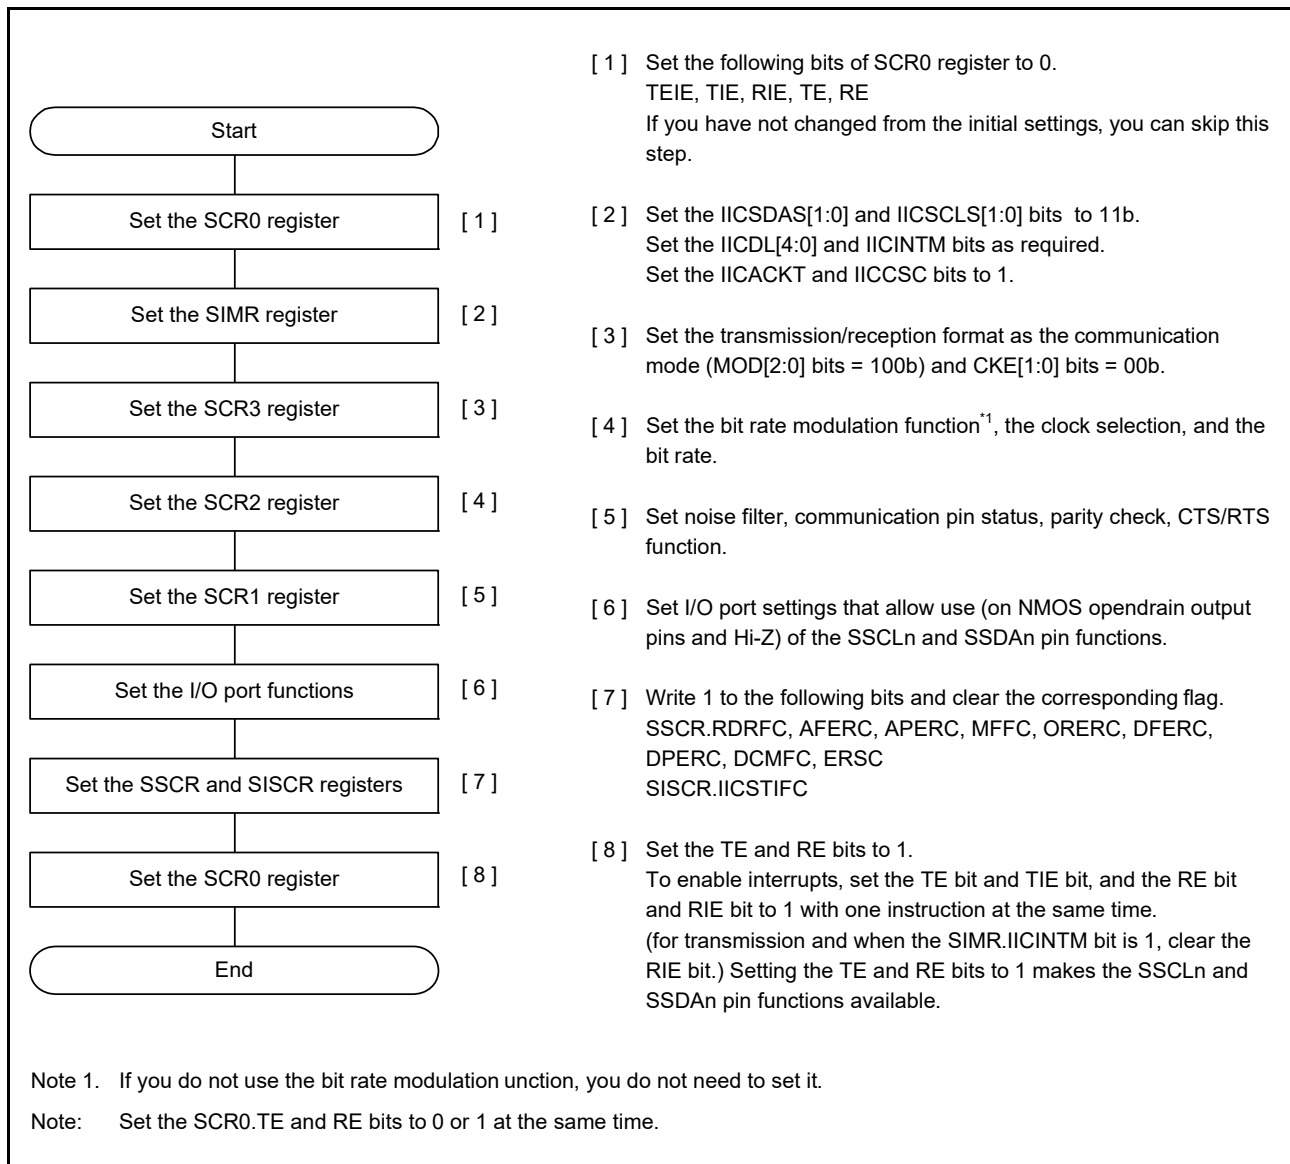 Start
Set the SCR0 register [ 1 ]
Set the SIMR register [ 2 ]
Set the SCR3 register [ 3 ]
Set the SCR2 register [ 4 ]
Set the SCR1 register [ 5 ]
Set the I/O port functions [ 6 ]
Set the SSCR and SISCR registers [ 7 ]
Set the SCR0 register [ 8 ]
End
[ 1 ] Set the following bits of SCR0 register to 0.
TEIE, TIE, RIE, TE, RE
If you have not changed from the initial settings, you can skip this
step.
[ 2 ] Set the IICSDAS[1:0] and IICSCLS[1:0] bits to 11b.
Set the IICDL[4:0] and IICINTM bits as required.
Set the IICACKT and IICCSC bits to 1.
[ 3 ] Set the transmission/reception format as the communication
mode (MOD[2:0] bits = 100b) and CKE[1:0] bits = 00b.
[ 4 ] Set the bit rate modulation function*1, the clock selection, and the
bit rate.
[ 5 ] Set noise filter, communication pin status, parity check, CTS/RTS
function.
[ 6 ] Set I/O port settings that allow use (on NMOS opendrain output
pins and Hi-Z) of the SSCLn and SSDAn pin functions.
[ 7 ] Write 1 to the following bits and clear the corresponding flag.
SSCR.RDRFC, AFERC, APERC, MFFC, ORERC, DFERC,
DPERC, DCMFC, ERSC
SISCR.IICSTIFC
[ 8 ] Set the TE and RE bits to 1.
To enable interrupts, set the TE bit and TIE bit, and the RE bit
and RIE bit to 1 with one instruction at the same time.
(for transmission and when the SIMR.IICINTM bit is 1, clear the
RIE bit.) Setting the TE and RE bits to 1 makes the SSCLn and
SSDAn pin functions available.
Note 1. If you do not use the bit rate modulation unction, you do not need to set it.
Note: Set the SCR0.TE and RE bits to 0 or 1 at the same time.